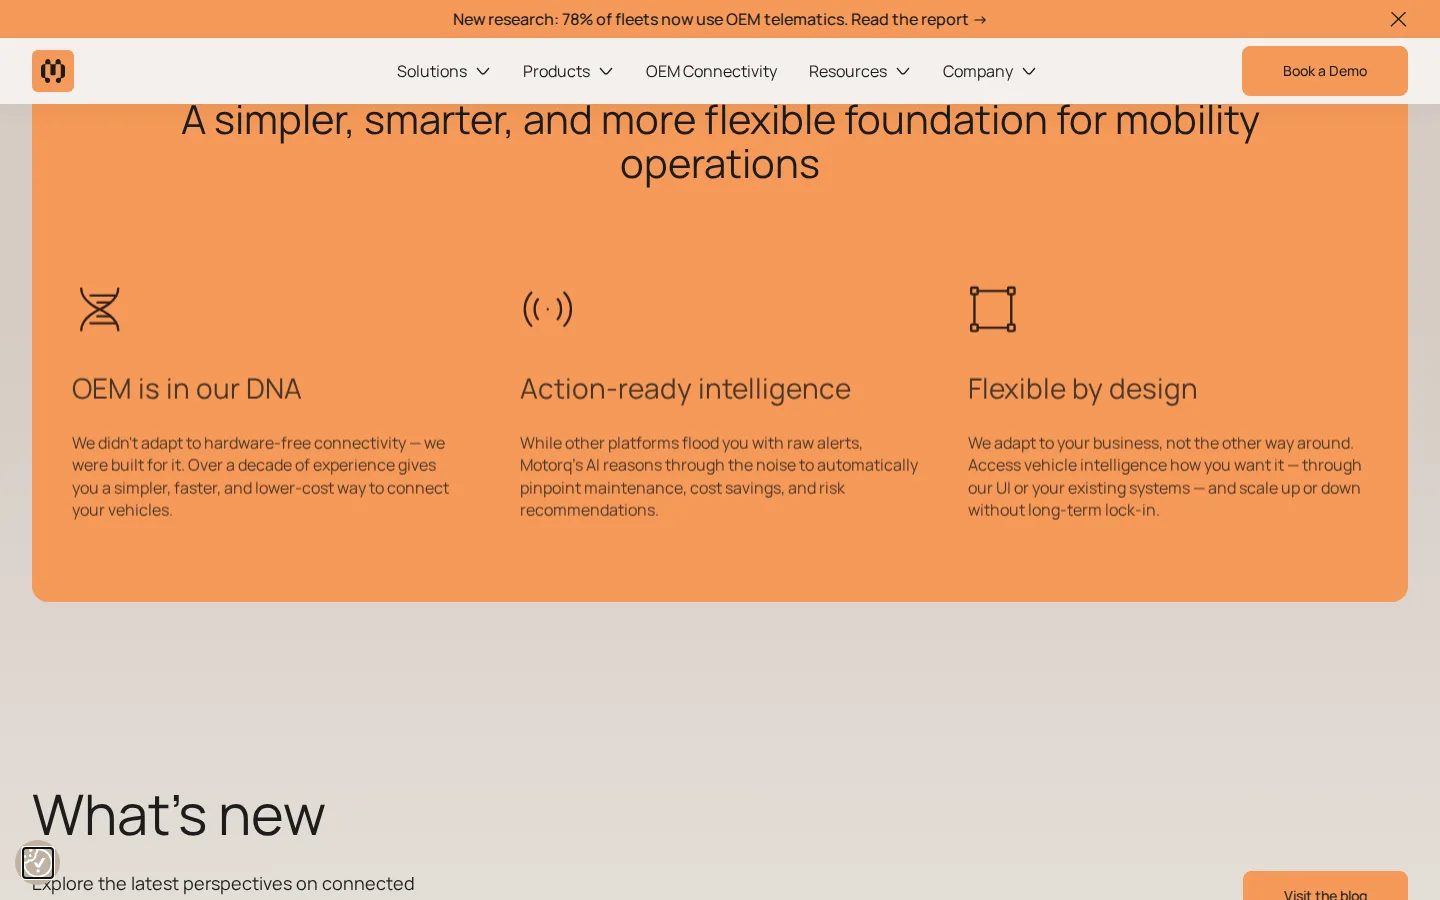 New research: 78% of fleets now use OEM telematics. Read the report →
Solutions
Products
OEM Connectivity
Resources
Company
Book a Demo
A simpler, smarter, and more flexible foundation for mobility
operations
OEM is in our DNA
We didn't adapt to hardware-free connectivity — we
were built for it. Over a decade of experience gives
you a simpler, faster, and lower-cost way to connect
your vehicles.
Action-ready intelligence
While other platforms flood you with raw alerts,
Motorq's AI reasons through the noise to automatically
pinpoint maintenance, cost savings, and risk
recommendations.
Flexible by design
We adapt to your business, not the other way around.
Access vehicle intelligence how you want it — through
our UI or your existing systems — and scale up or down
without long-term lock-in.
What's new
Explore the latest perspectives on connected
Visit the blog